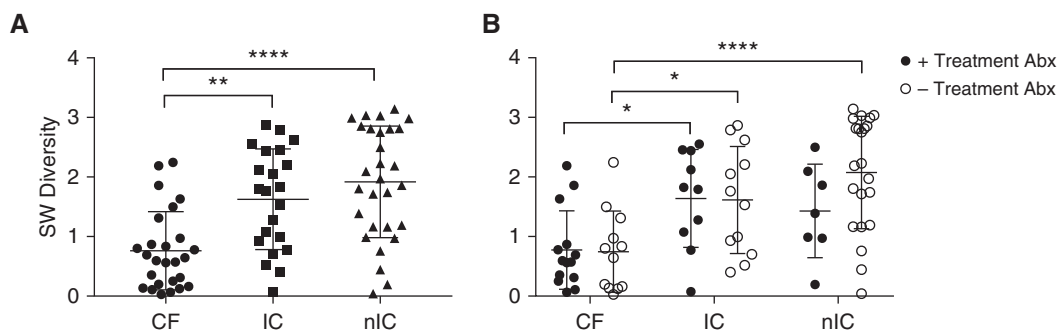 A
B
SW Diversity
4
3
2
1
0
****
**
CF
IC
nIC
4
3
2
1
0
****
*
*
CF
IC
nIC
+ Treatment Abx
– Treatment Abx